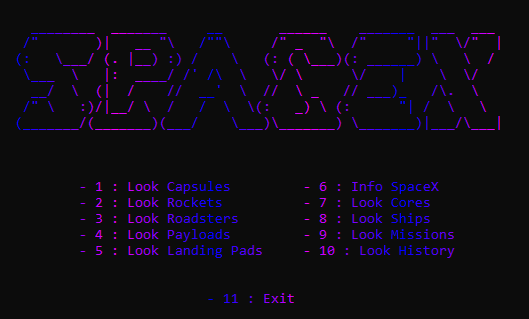 SPACEX
- 1 : Look Capsules
- 2 : Look Rockets
- 3 : Look Roadsters
- 4 : Look Payloads
- 5 : Look Landing Pads
- 6 : Info SpaceX
- 7 : Look Cores
- 8 : Look Ships
- 9 : Look Missions
- 10 : Look History
- 11 : Exit